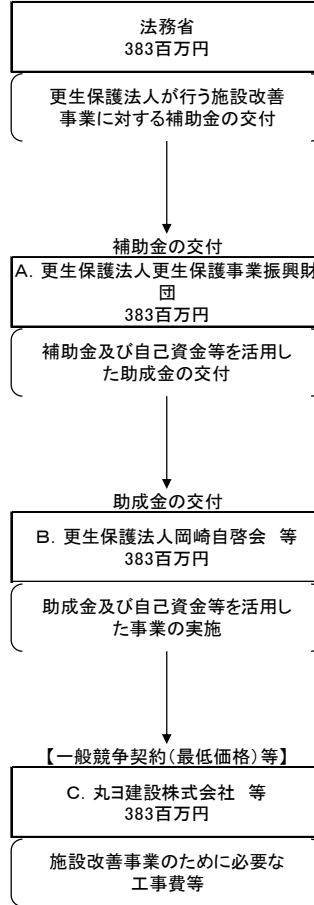 法務省
383百万円
更生保護法人が行う施設改善
事業に対する補助金の交付
補助金の交付
A. 更生保護法人更生保護事業振興財
団
383百万円
補助金及び自己資金等を活用し
た助成金の交付
助成金の交付
B. 更生保護法人岡崎自啓会 等
383百万円
助成金及び自己資金等を活用し
た事業の実施
【一般競争契約(最低価格)等】
C. 丸ヨ建設株式会社 等
383百万円
施設改善事業のために必要な
工事費等